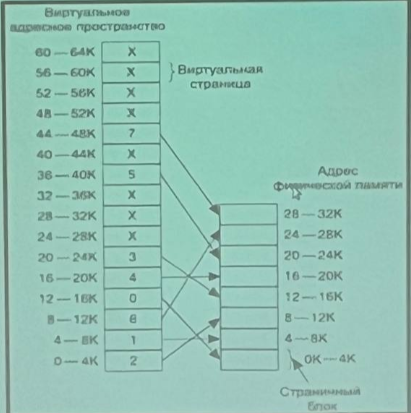 Виртуальное
адресное пространство
60 — 64K X
56 — 60K X
Виртуальная
страница
52 — 56K X
48 — 52K X
44 — 48K 7
40 — 44K X
36 — 40K 5
32 — 36K X
28 — 32K X
24 — 28K X
20 — 24K 3
16 — 20K 4
12 — 16K 0
8 — 12K 6
4 — 8K 1
0 — 4K 2
Адрес
физической памяти
28 — 32K
24 — 28K
20 — 24K
16 — 20K
12 — 16K
8 — 12K
4 — 8K
0K — 4K
Страничный
блок